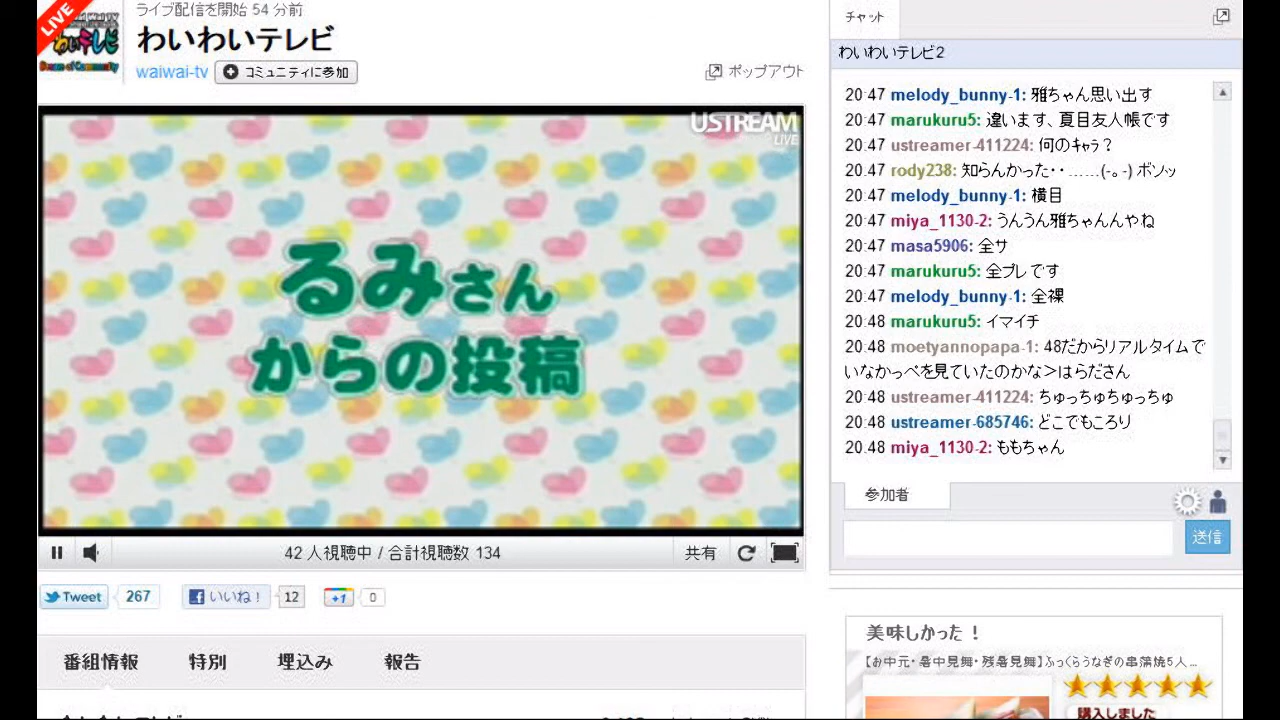 LIVE
ライブ配信を開始 54 分前
わいわいテレビ
waiwai-tv コミュニティに参加
ポップアウト
USTREAM
LIVE
るみさん
からの投稿
42 人視聴中 / 合計視聴数 134
共有
Tweet 267 いいね！ 12 +1 0
番組情報 特別 埋込み 報告
チャット
わいわいテレビ2
20:47 melody_bunny-1: 雅ちゃん思い出す
20:47 marukuru5: 違います、夏目友人帳です
20:47 ustreamer-411224: 何のｷｬﾗ？
20:47 rody238: 知らんかった・・……(-。-) ボソッ
20:47 melody_bunny-1: 横目
20:47 miya_1130-2: うんうん雅ちゃんんやね
20:47 masa5906: 全サ
20:47 marukuru5: 全プレです
20:47 melody_bunny-1: 全裸
20:48 marukuru5: イマイチ
20:48 moetyannopapa-1: 48だからリアルタイムで
いなかっぺを見ていたのかな＞はらださん
20:48 ustreamer-411224: ちゅっちゅちゅっちゅ
20:48 ustreamer-685746: どこでもころり
20:48 miya_1130-2: ももちゃん
参加者
送信
美味しかった！
【お中元・暑中見舞・残暑見舞】ふっくらうなぎの串蒲焼5人...
購入しました